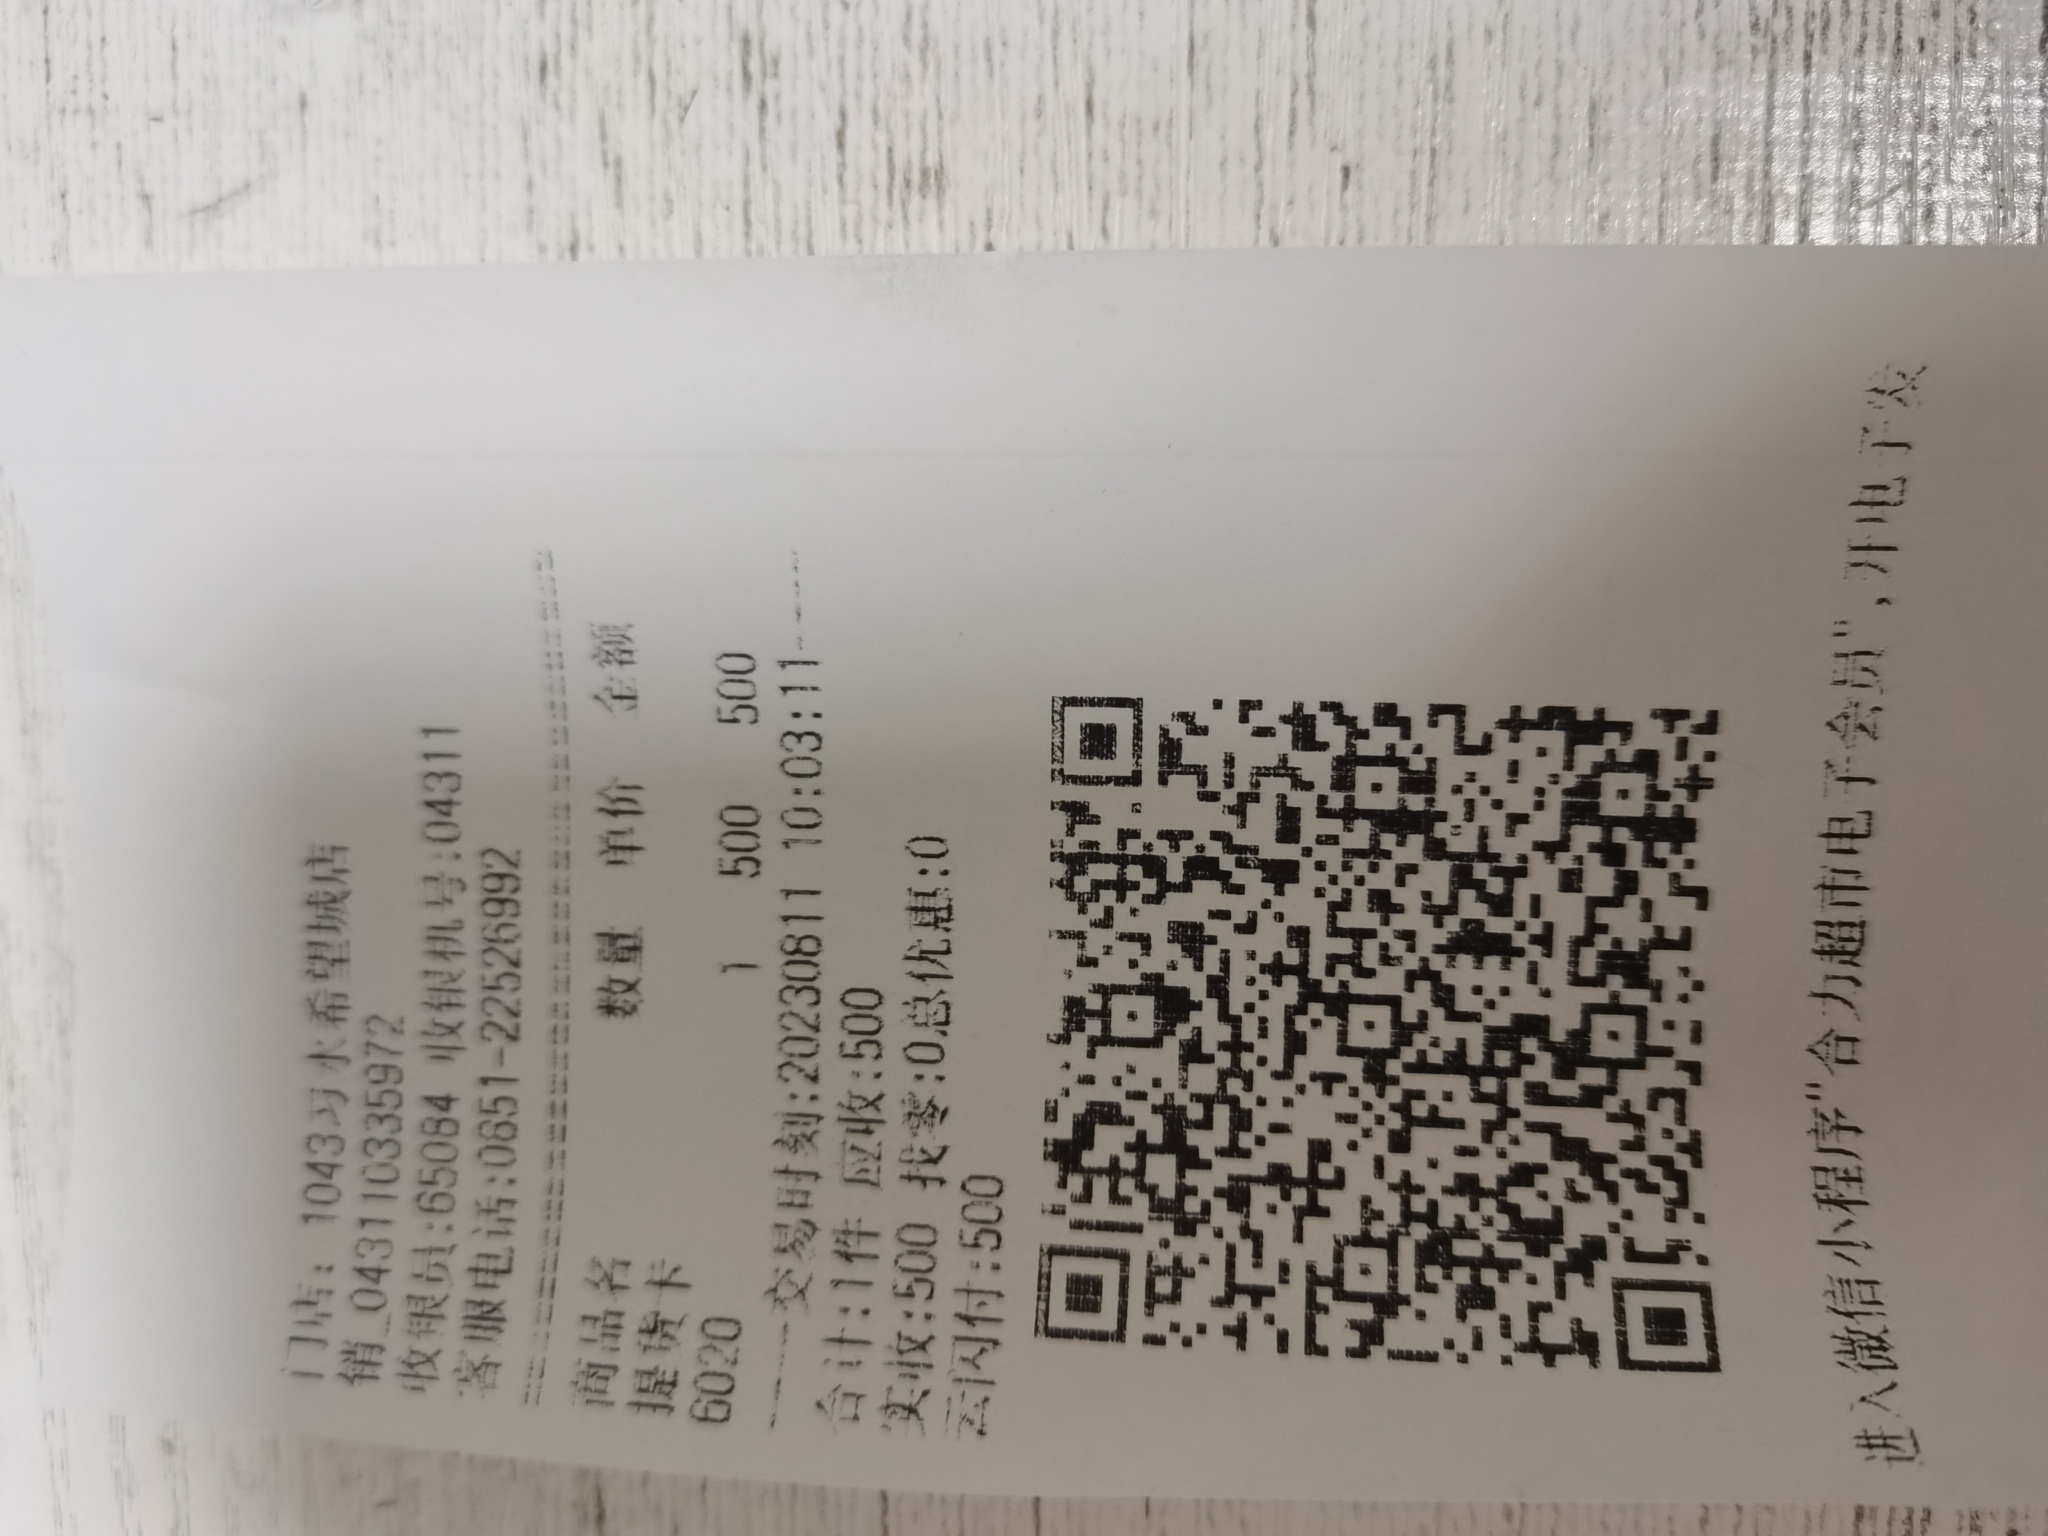 门店: 1043习水希望城店
销_043110335972
收银员:65084 收银机号:04311
客服电话:0851-22526992
商品名 数量 单价 金额
提货卡
6020 1 500 500
交易时刻:20230811 10:03:11
合计:1件 应收:500
实收:500 找零:0总优惠:0
云闪付:500
进入微信小程序"合力超市电子会员", 开电子发